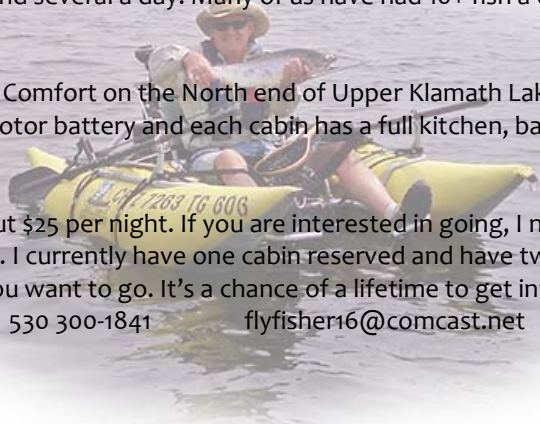 several a day. Many of us have had 10+ fish a
Comfort on the North end of Upper Klamath Lak
otor battery and each cabin has a full kitchen, ba
7263 TG 606
ut $25 per night. If you are interested in going, I n
. I currently have one cabin reserved and have tw
ou want to go. It's a chance of a lifetime to get in
530 300-1841 flyfisher16@comcast.net